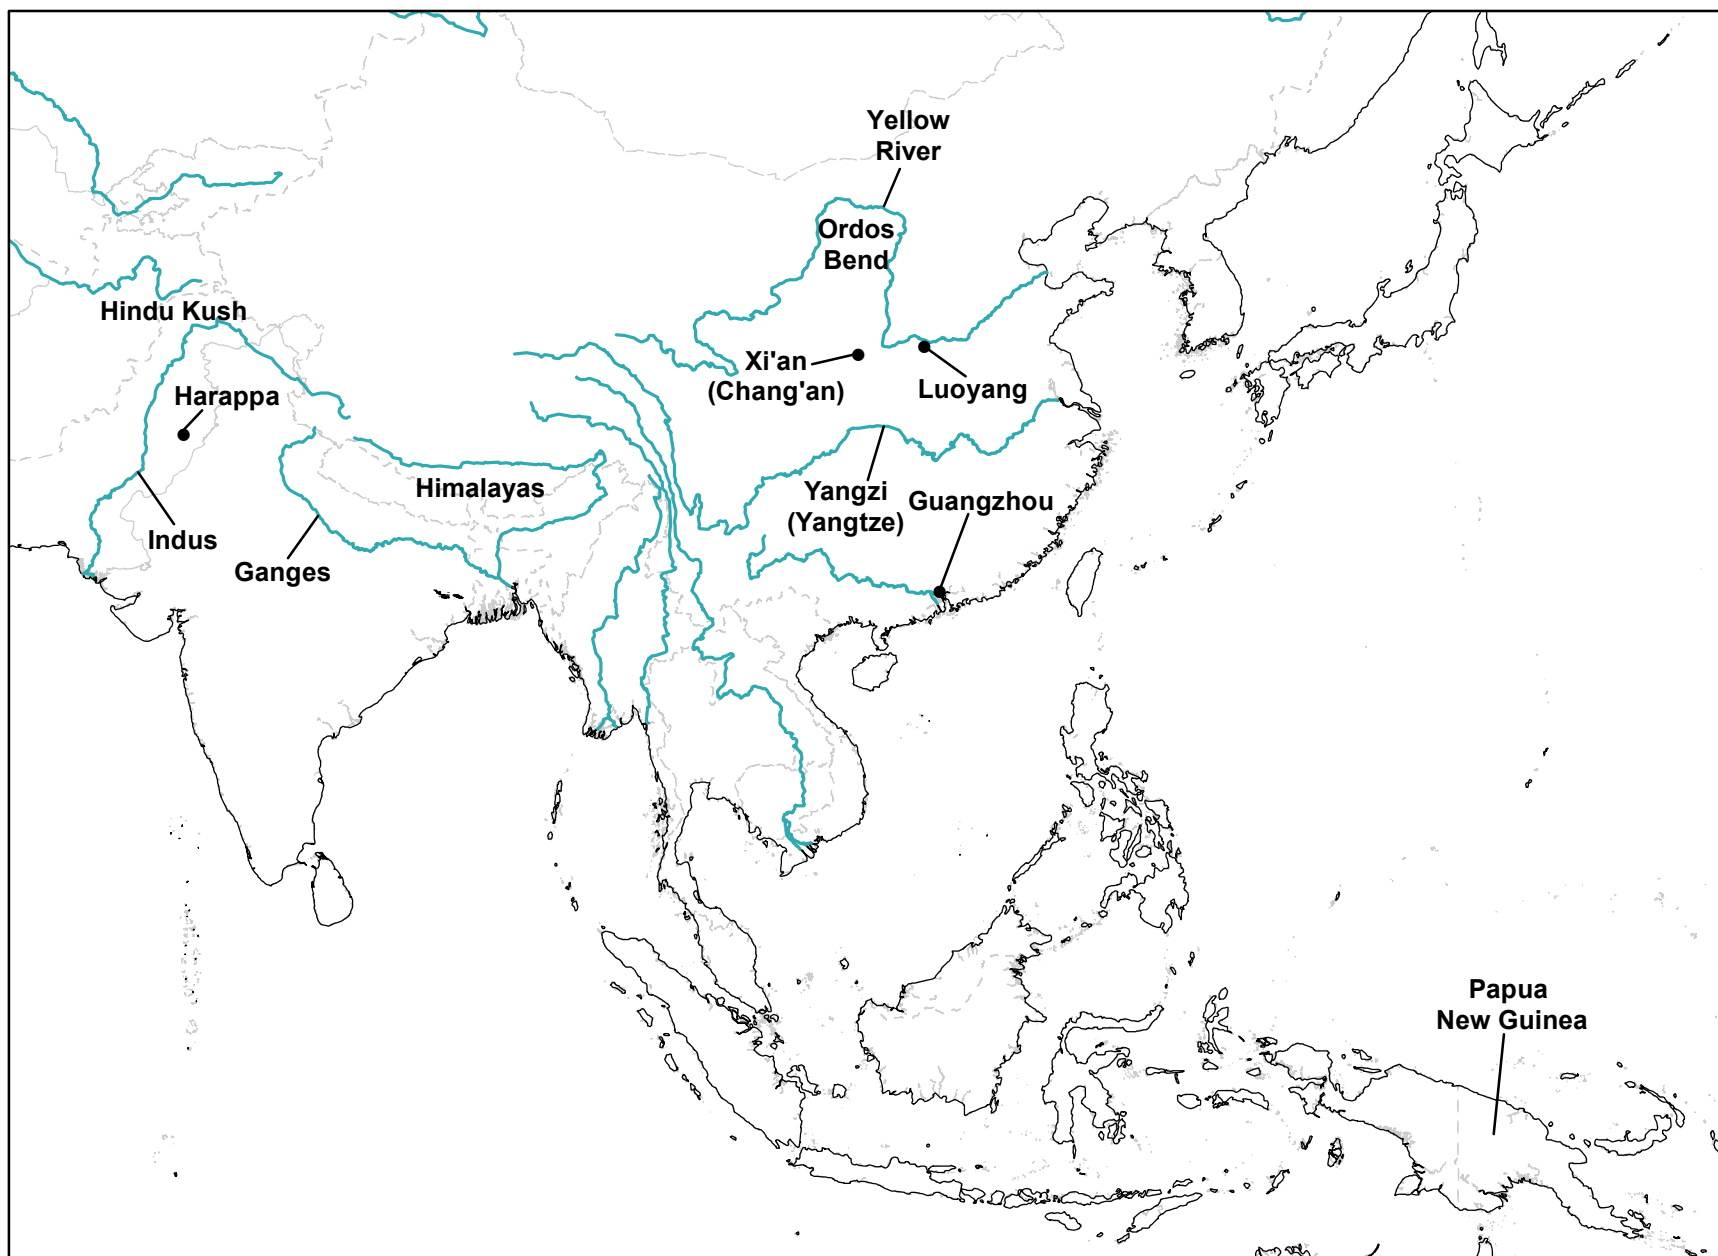 Yellow
River
Ordos
Bend
Hindu Kush
Xi'an
(Chang'an)
Luoyang
Harappa
Himalayas
Yangzi
(Yangtze)
Guangzhou
Indus
Ganges
Papua
New Guinea